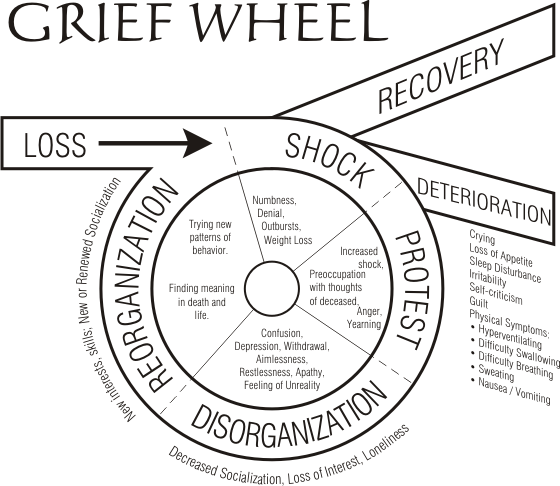 GRIEF WHEEL
RECOVERY
LOSS
SHOCK
DETERIORATION
PROTEST
DISORGANIZATION
REORGANIZATION
Numbness,
Denial,
Outbursts,
Weight Loss
Increased
shock,
Preoccupation
with thoughts
of deceased,
Anger,
Yearning
Confusion,
Depression, Withdrawal,
Aimlessness,
Restlessness, Apathy,
Feeling of Unreality
Finding meaning
in death and
life.
Trying new
patterns of
behavior.
New interests, skills; New or Renewed Socialization
Decreased Socialization, Loss of Interest, Loneliness
Crying
Loss of Appetite
Sleep Disturbance
Irritability
Self-criticism
Guilt
Physical Symptoms:
• Hyperventilating
• Difficulty Swallowing
• Difficulty Breathing
• Sweating
• Nausea / Vomiting